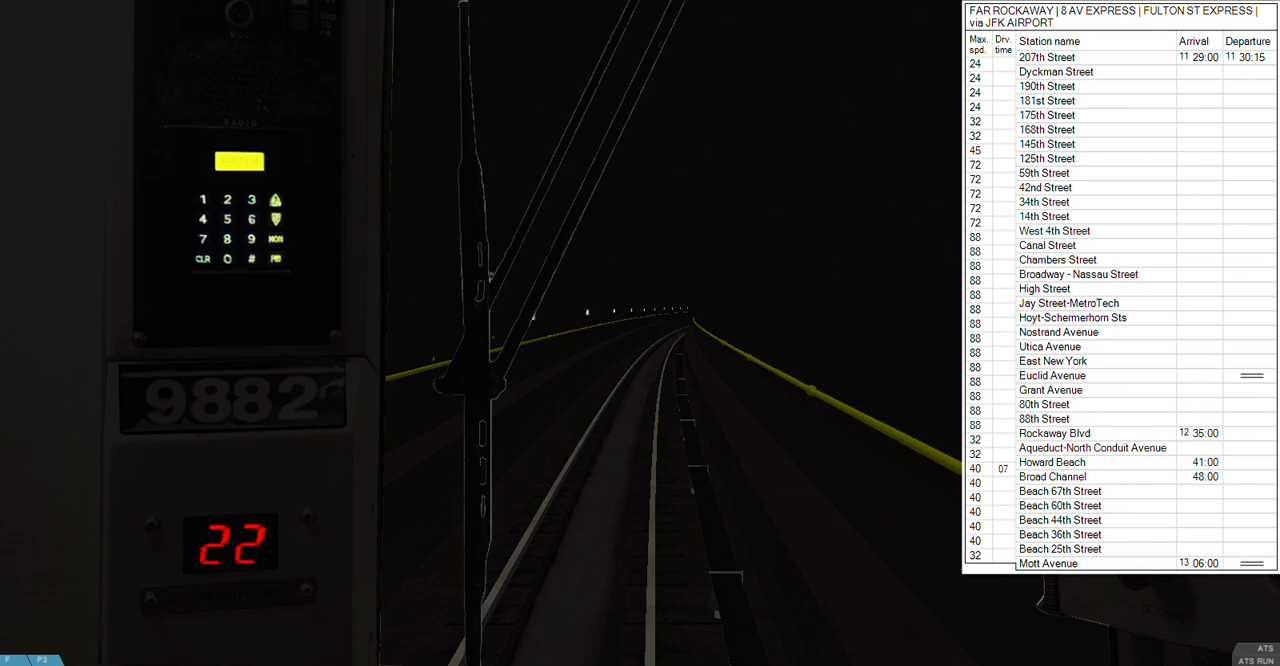 VOL.
RADIO
1 2 3
4 5 6
7 8 9 MON
CLR 0 #
9882
22
F P3
FAR ROCKAWAY | 8 AV EXPRESS | FULTON ST EXPRESS |
via JFK AIRPORT
Max. spd. Drv. time Station name Arrival Departure
207th Street 11 29:00 11 30:15
24
Dyckman Street
24
190th Street
24
181st Street
24
175th Street
32
168th Street
32
145th Street
45
125th Street
72
59th Street
72
42nd Street
72
34th Street
72
14th Street
72
West 4th Street
88
Canal Street
88
Chambers Street
88
Broadway - Nassau Street
88
High Street
88
Jay Street-MetroTech
88
Hoyt-Schermerhorn Sts
88
Nostrand Avenue
88
Utica Avenue
88
East New York
88
Euclid Avenue
88
Grant Avenue
88
80th Street
88
88th Street
88
Rockaway Blvd 12 35:00
32
Aqueduct-North Conduit Avenue
32
Howard Beach 41:00
40 07
Broad Channel 48:00
40
Beach 67th Street
40
Beach 60th Street
40
Beach 44th Street
40
Beach 36th Street
40
Beach 25th Street
32
Mott Avenue 13 06:00
ATS
ATS RUN